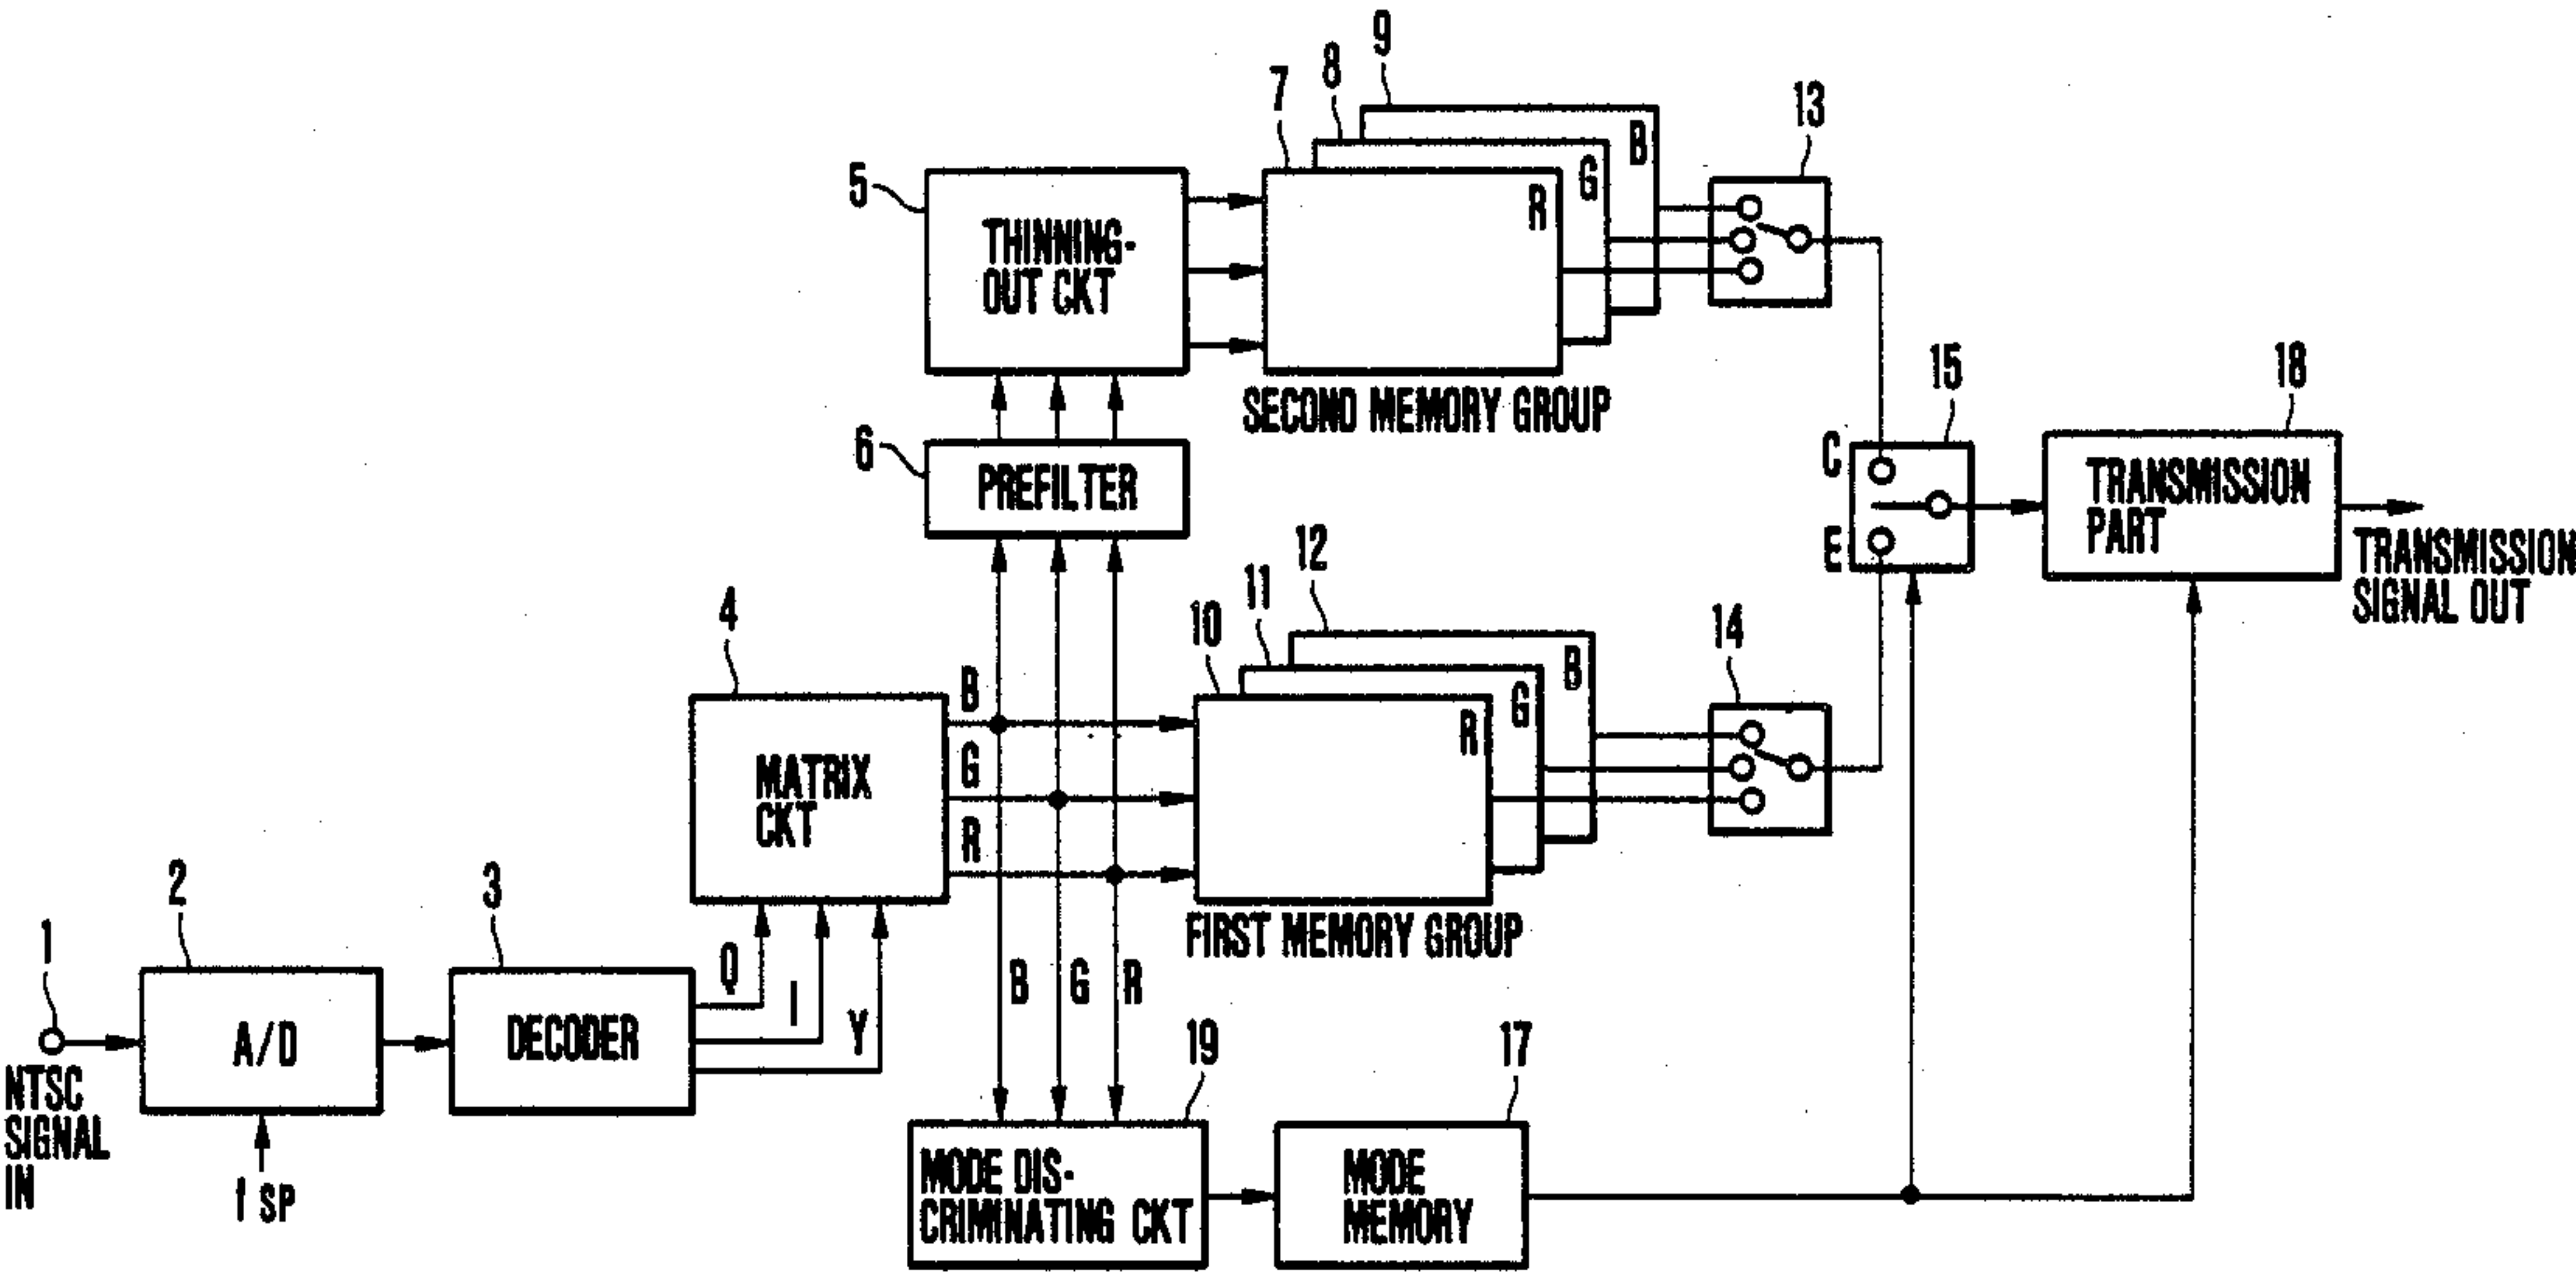 9
8
7
13
B
G
R
5
THINNING-
OUT CKT
SECOND MEMORY GROUP
15
18
6
PREFILTER
C
E
TRANSMISSION
PART
TRANSMISSION
SIGNAL OUT
12
11
10
4
14
B
G
R
B
G
R
MATRIX
CKT
FIRST MEMORY GROUP
2
3
1
Q
I
Y
B
G
R
A/D
DECODER
19
17
NTSC
SIGNAL
IN
f SP
MODE DIS-
CRIMINATING CKT
MODE
MEMORY